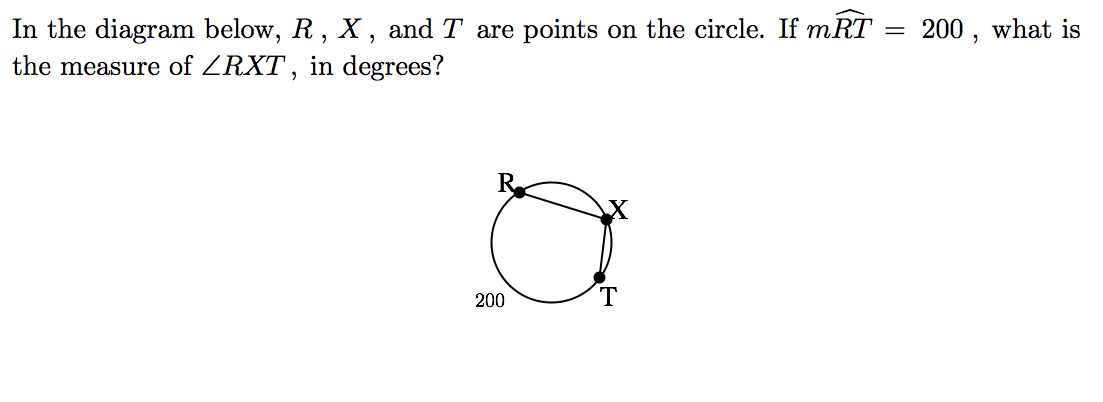 In the diagram below, R , X , and T are points on the circle. If m\widehat{RT} = 200 , what is
the measure of ∠RXT , in degrees?
R
X
200
T